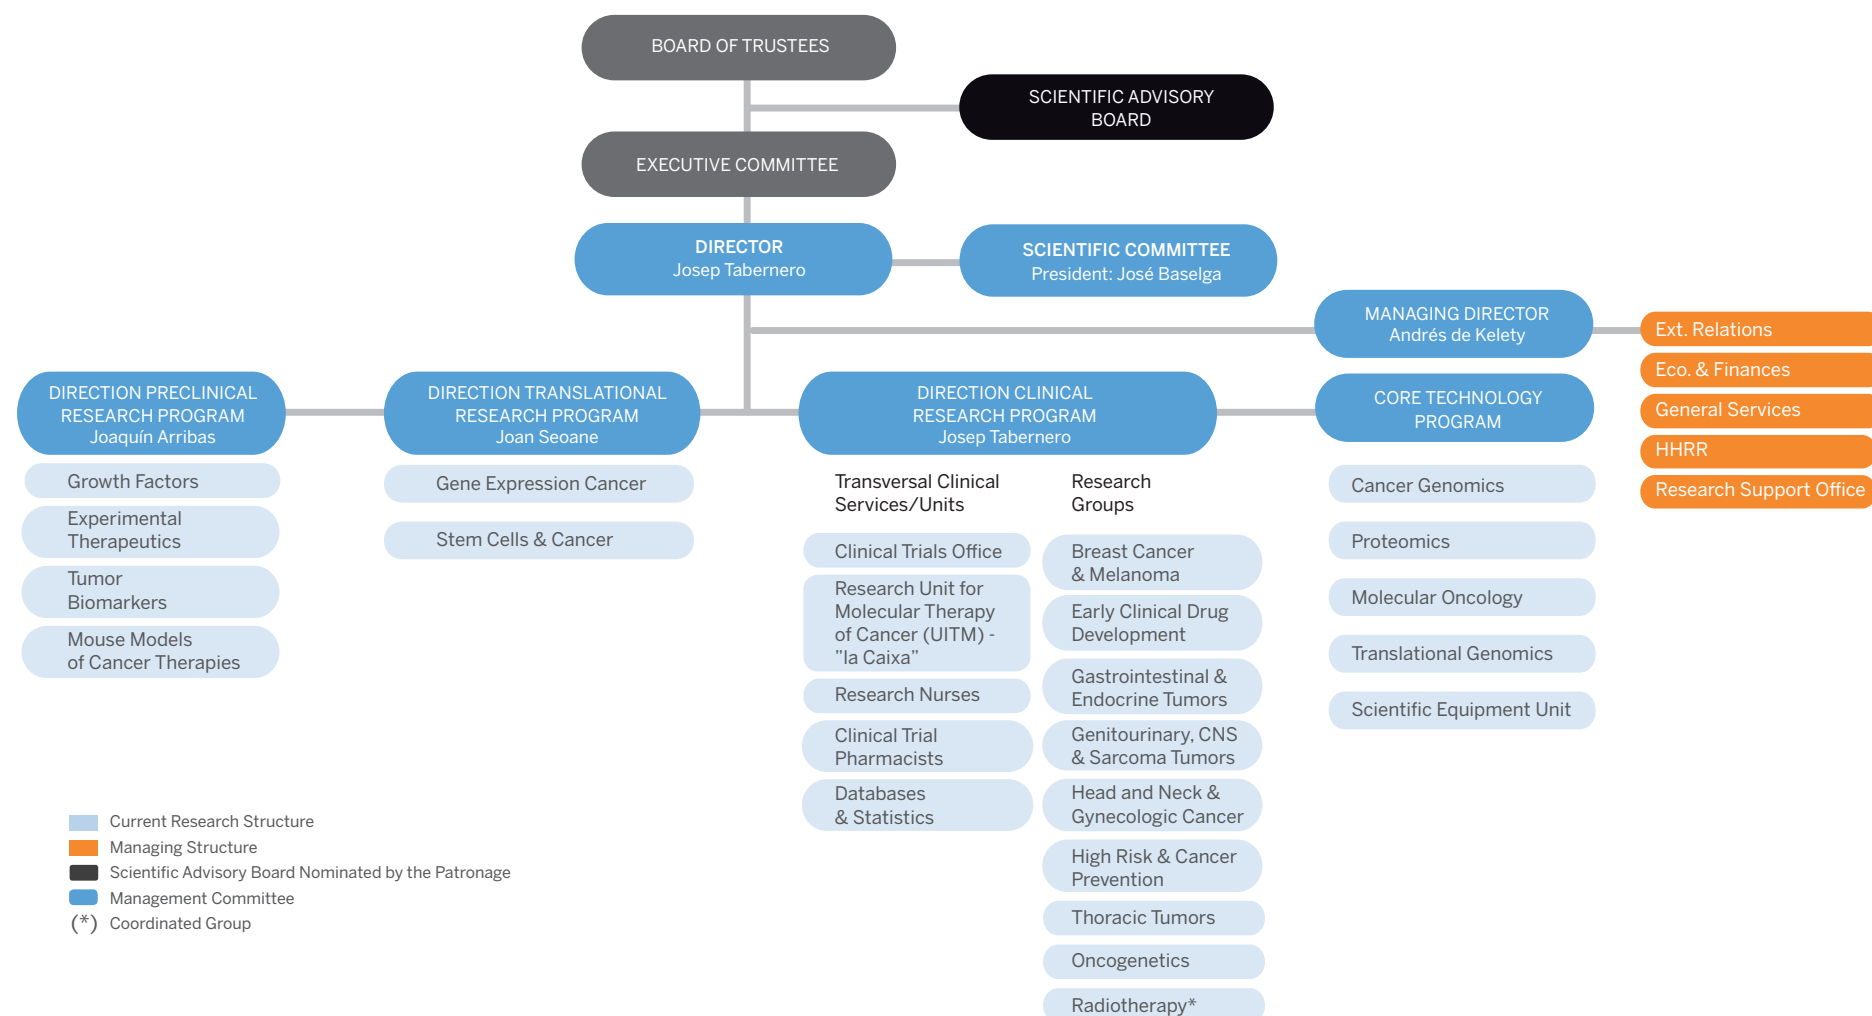 BOARD OF TRUSTEES
SCIENTIFIC ADVISORY
BOARD
EXECUTIVE COMMITTEE
DIRECTOR
Josep Tabernero
SCIENTIFIC COMMITTEE
President: José Baselga
MANAGING DIRECTOR
Andrés de Kelety
Ext. Relations
Eco. & Finances
General Services
HHRR
Research Support Office
DIRECTION PRECLINICAL
RESEARCH PROGRAM
Joaquín Arribas
Growth Factors
Experimental
Therapeutics
Tumor
Biomarkers
Mouse Models
of Cancer Therapies
DIRECTION TRANSLATIONAL
RESEARCH PROGRAM
Joan Seoane
Gene Expression Cancer
Stem Cells & Cancer
DIRECTION CLINICAL
RESEARCH PROGRAM
Josep Tabernero
Transversal Clinical
Services/Units
Clinical Trials Office
Research Unit for
Molecular Therapy
of Cancer (UITM) -
"la Caixa”
Research Nurses
Clinical Trial
Pharmacists
Databases
& Statistics
Research
Groups
Breast Cancer
& Melanoma
Early Clinical Drug
Development
Gastrointestinal &
Endocrine Tumors
Genitourinary, CNS
& Sarcoma Tumors
Head and Neck &
Gynecologic Cancer
High Risk & Cancer
Prevention
Thoracic Tumors
Oncogenetics
Radiotherapy*
CORE TECHNOLOGY
PROGRAM
Cancer Genomics
Proteomics
Molecular Oncology
Translational Genomics
Scientific Equipment Unit
Current Research Structure
Managing Structure
Scientific Advisory Board Nominated by the Patronage
Management Committee
(*) Coordinated Group